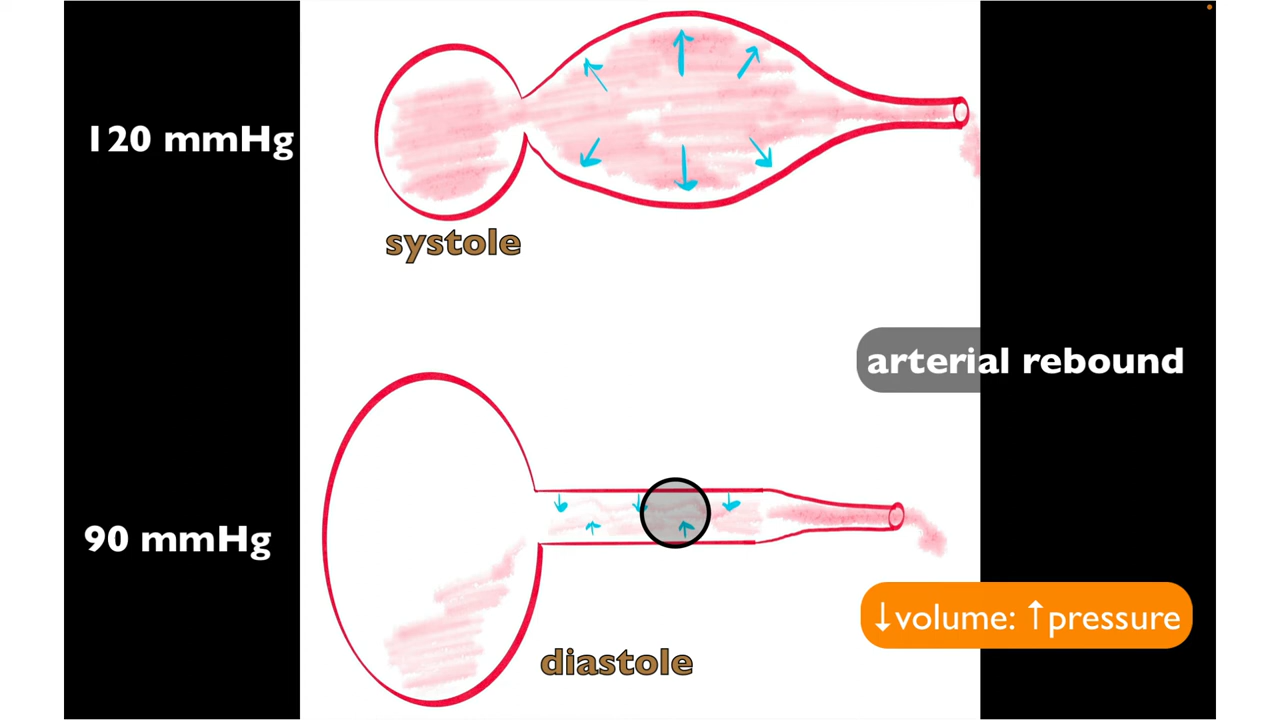 120 mmHg
systole
arterial rebound
90 mmHg
↓volume: ↑pressure
diastole